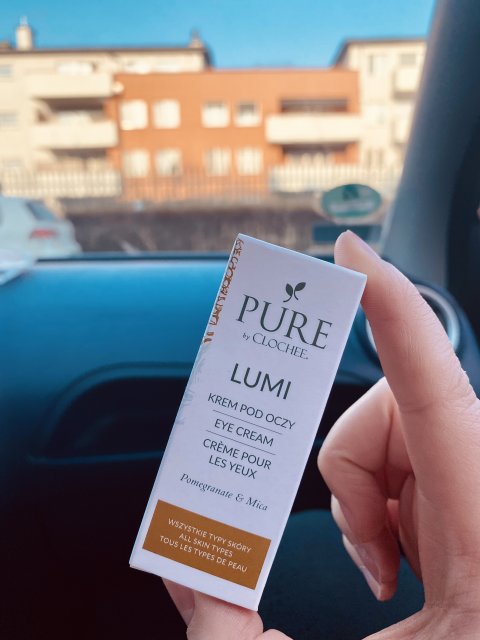 PURE
by CLOCHEE.
LUMI
KREM POD OCZY
EYE CREAM
CRÈME POUR
LES YEUX
Pomegranate & Mica
WSZYSTKIE TYPY SKÓRY
ALL SKIN TYPES
TOUS LES TYPES DE PEAU